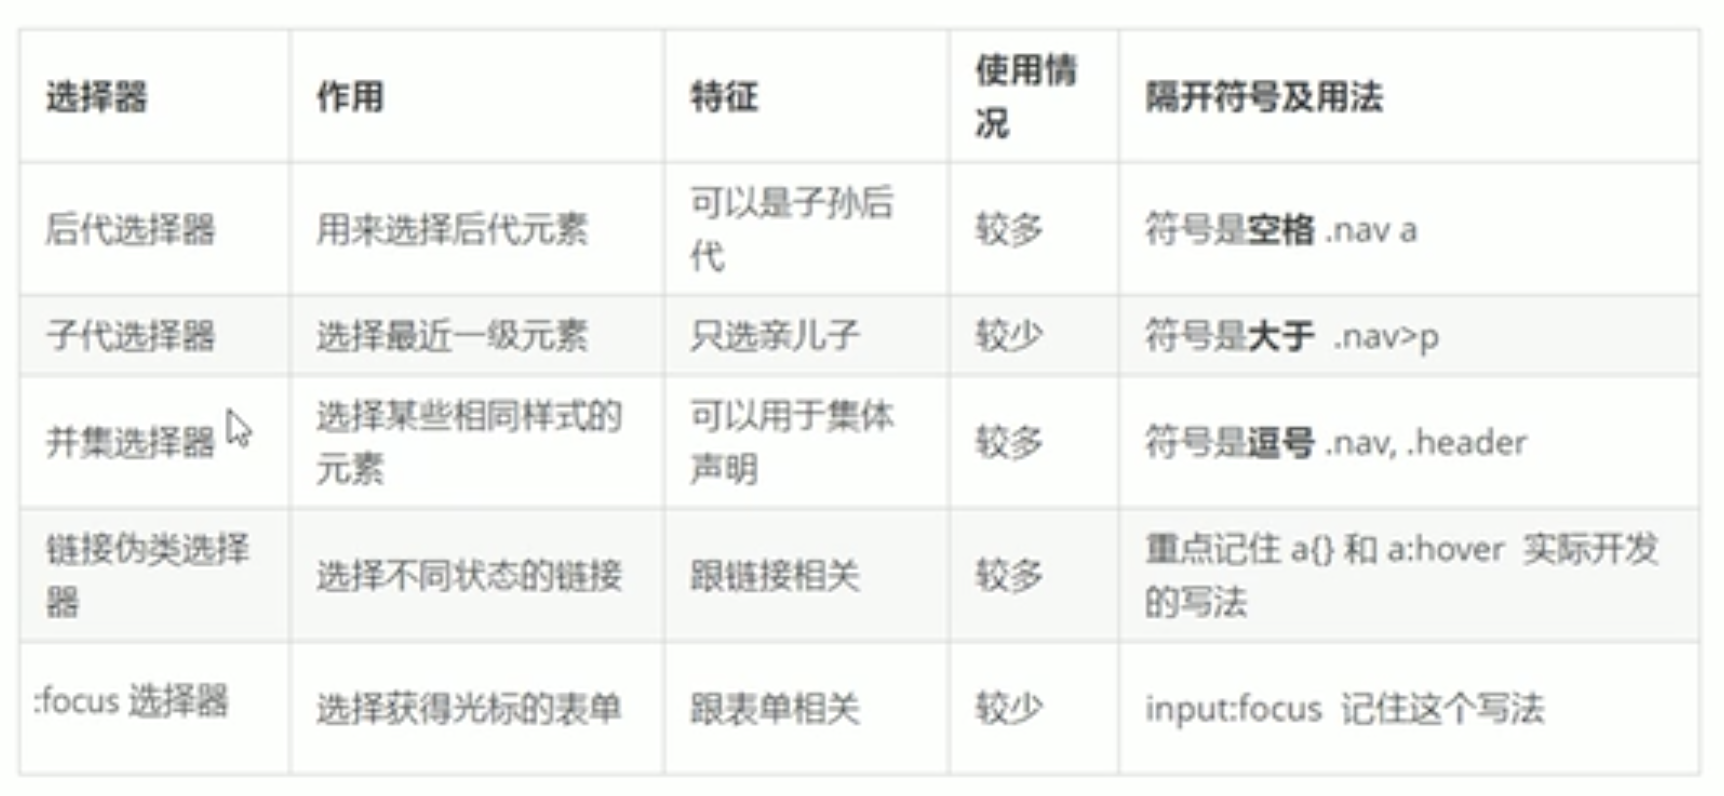 选择器 作用 特征 使用情况 隔开符号及用法
后代选择器 用来选择后代元素 可以是子孙后代 较多 符号是空格 .nav a
子代选择器 选择最近一级元素 只选亲儿子 较少 符号是大于 .nav>p
并集选择器 选择某些相同样式的元素 可以用于集体声明 较多 符号是逗号 .nav, .header
链接伪类选择器 选择不同状态的链接 跟链接相关 较多 重点记住 a{} 和 a:hover 实际开发的写法
:focus 选择器 选择获得光标的表单 跟表单相关 较少 input:focus 记住这个写法